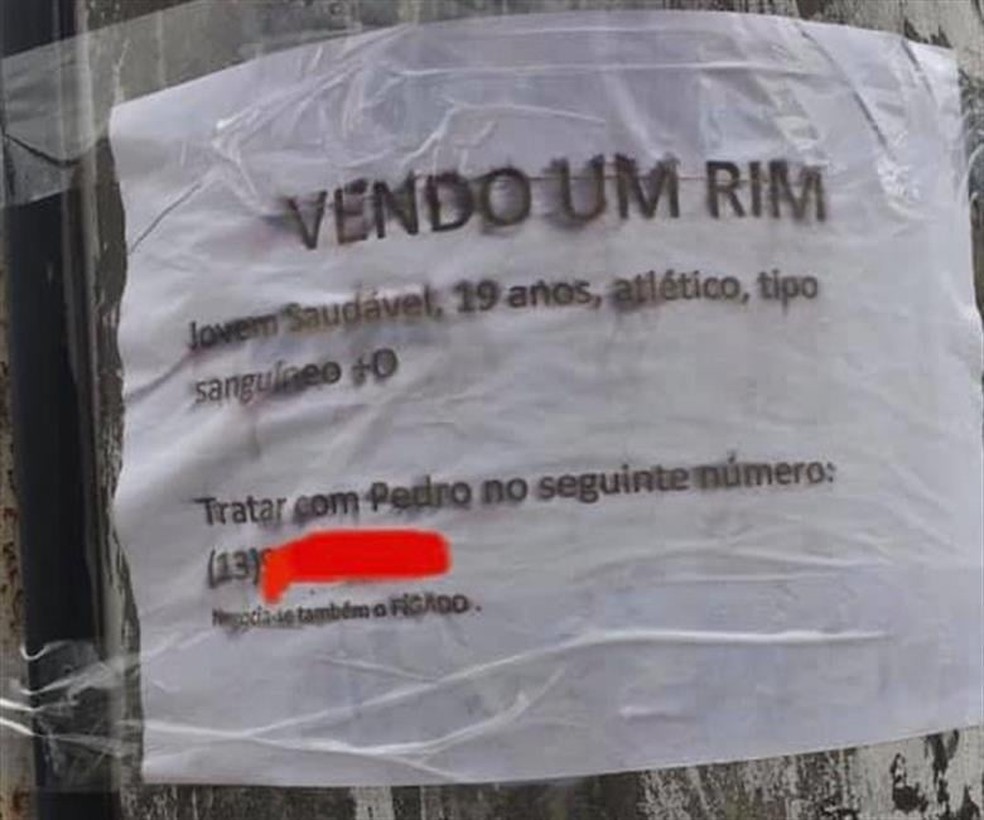 VENDO UM RIM
Jovem Saudável, 19 anos, atlético, tipo
sanguíneo +O
Tratar com Pedro no seguinte número:
(13)
Negocia-se também o FÍGADO.